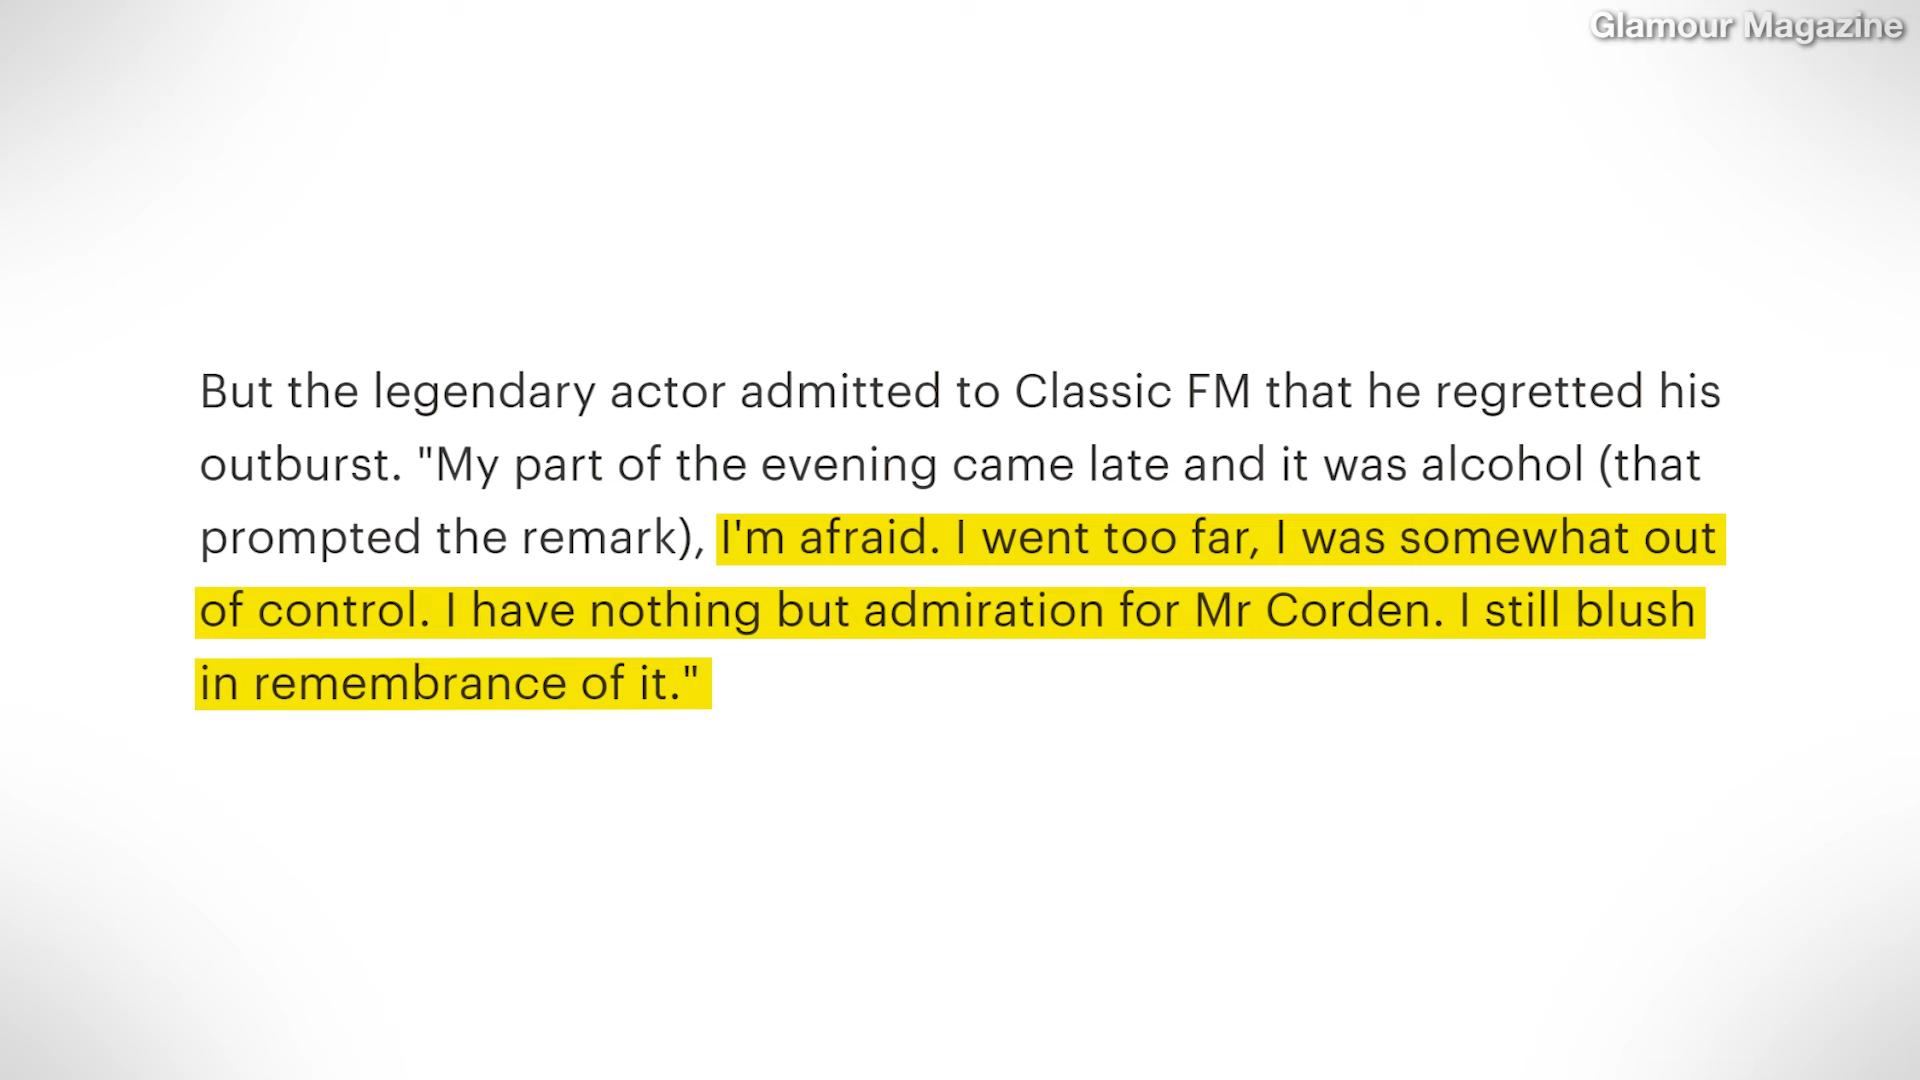 Glamour Magazine
But the legendary actor admitted to Classic FM that he regretted his
outburst. "My part of the evening came late and it was alcohol (that
prompted the remark), I'm afraid. I went too far, I was somewhat out
of control. I have nothing but admiration for Mr Corden. I still blush
in remembrance of it."